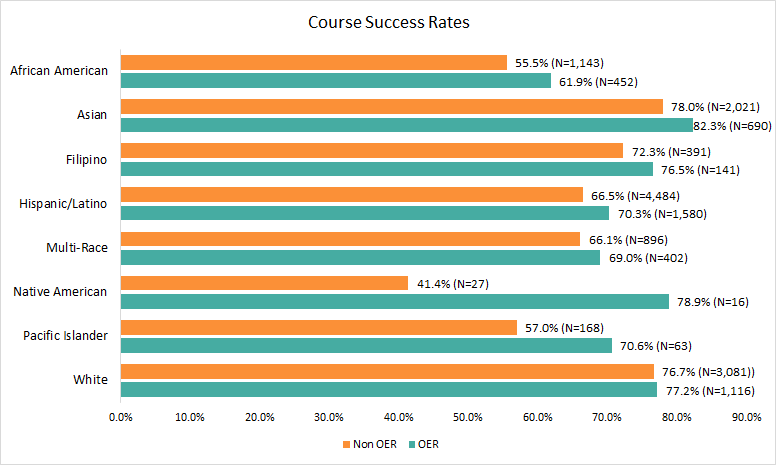 Course Success Rates
African American
55.5% (N=1,143)
61.9% (N=452)
Asian
78.0% (N=2,021)
82.3% (N=690)
Filipino
72.3% (N=391)
76.5% (N=141)
Hispanic/Latino
66.5% (N=4,484)
70.3% (N=1,580)
Multi-Race
66.1% (N=896)
69.0% (N=402)
Native American
41.4% (N=27)
78.9% (N=16)
Pacific Islander
57.0% (N=168)
70.6% (N=63)
White
76.7% (N=3,081))
77.2% (N=1,116)
0.0% 10.0% 20.0% 30.0% 40.0% 50.0% 60.0% 70.0% 80.0% 90.0%
Non OER OER